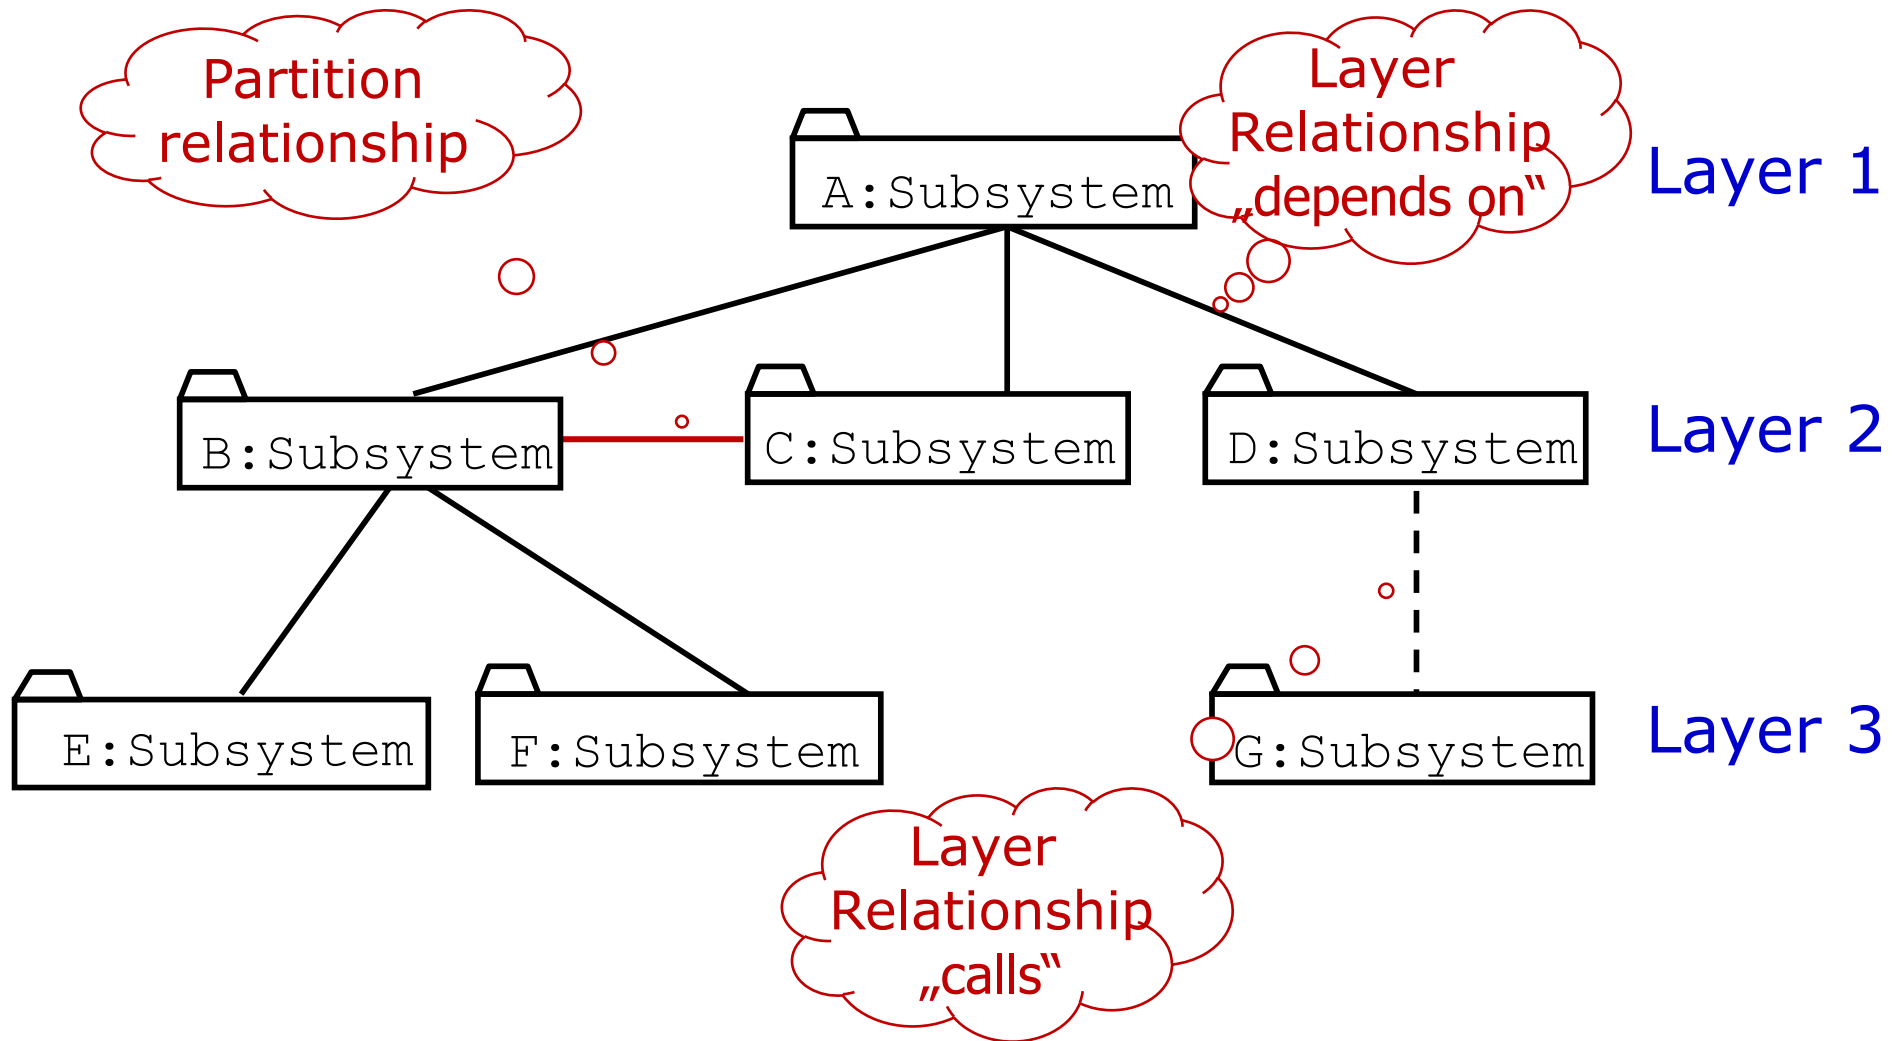 Partition
relationship
Layer
Relationship
„depends on“
A:Subsystem
Layer 1
B:Subsystem
C:Subsystem
D:Subsystem
Layer 2
E:Subsystem
F:Subsystem
G:Subsystem
Layer 3
Layer
Relationship
„calls“